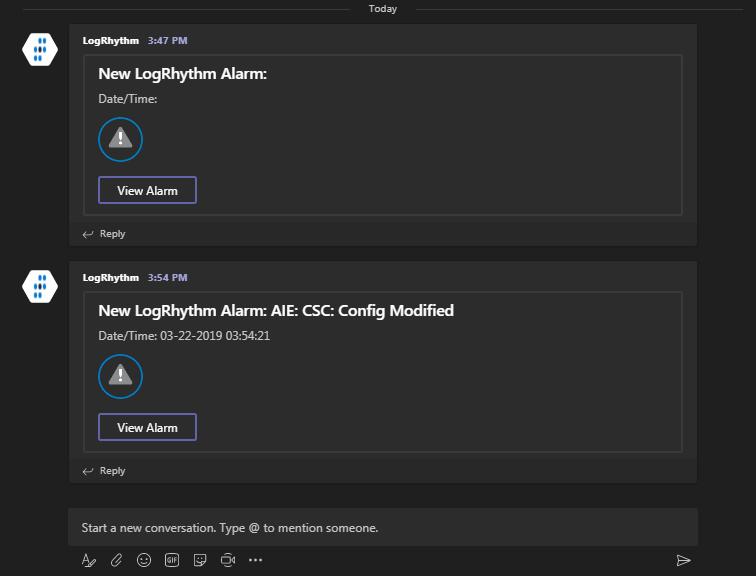 Today
LogRhythm 3:47 PM
New LogRhythm Alarm:
Date/Time:
View Alarm
Reply
LogRhythm 3:54 PM
New LogRhythm Alarm: AIE: CSC: Config Modified
Date/Time: 03-22-2019 03:54:21
View Alarm
Reply
Start a new conversation. Type @ to mention someone.
GIF